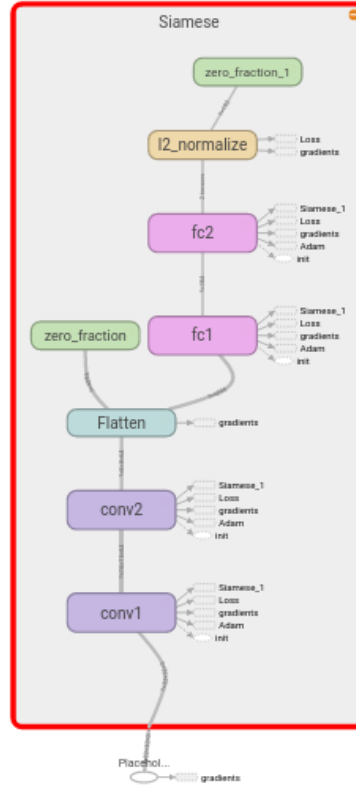 Siamese
zero_fraction_1
l2_normalize
Loss
gradients
fc2
Siamese_1
Loss
gradients
Adam
init
zero_fraction
fc1
Siamese_1
Loss
gradients
Adam
init
Flatten
gradients
conv2
Siamese_1
Loss
gradients
Adam
init
conv1
Siamese_1
Loss
gradients
Adam
init
Placehol...
gradients